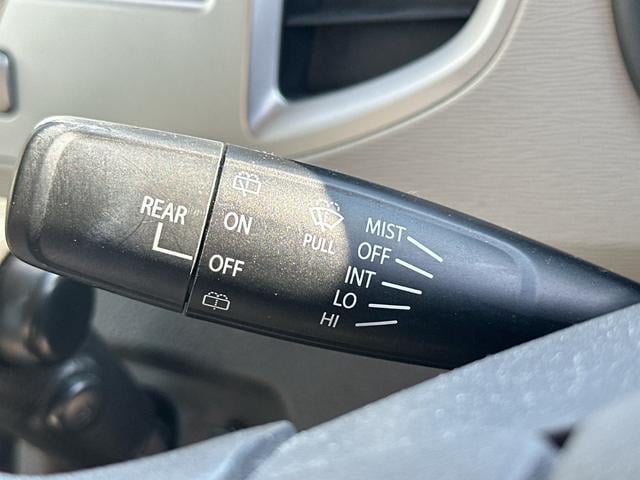 REAR
ON
OFF
PULL
MIST
OFF
INT
LO
HI